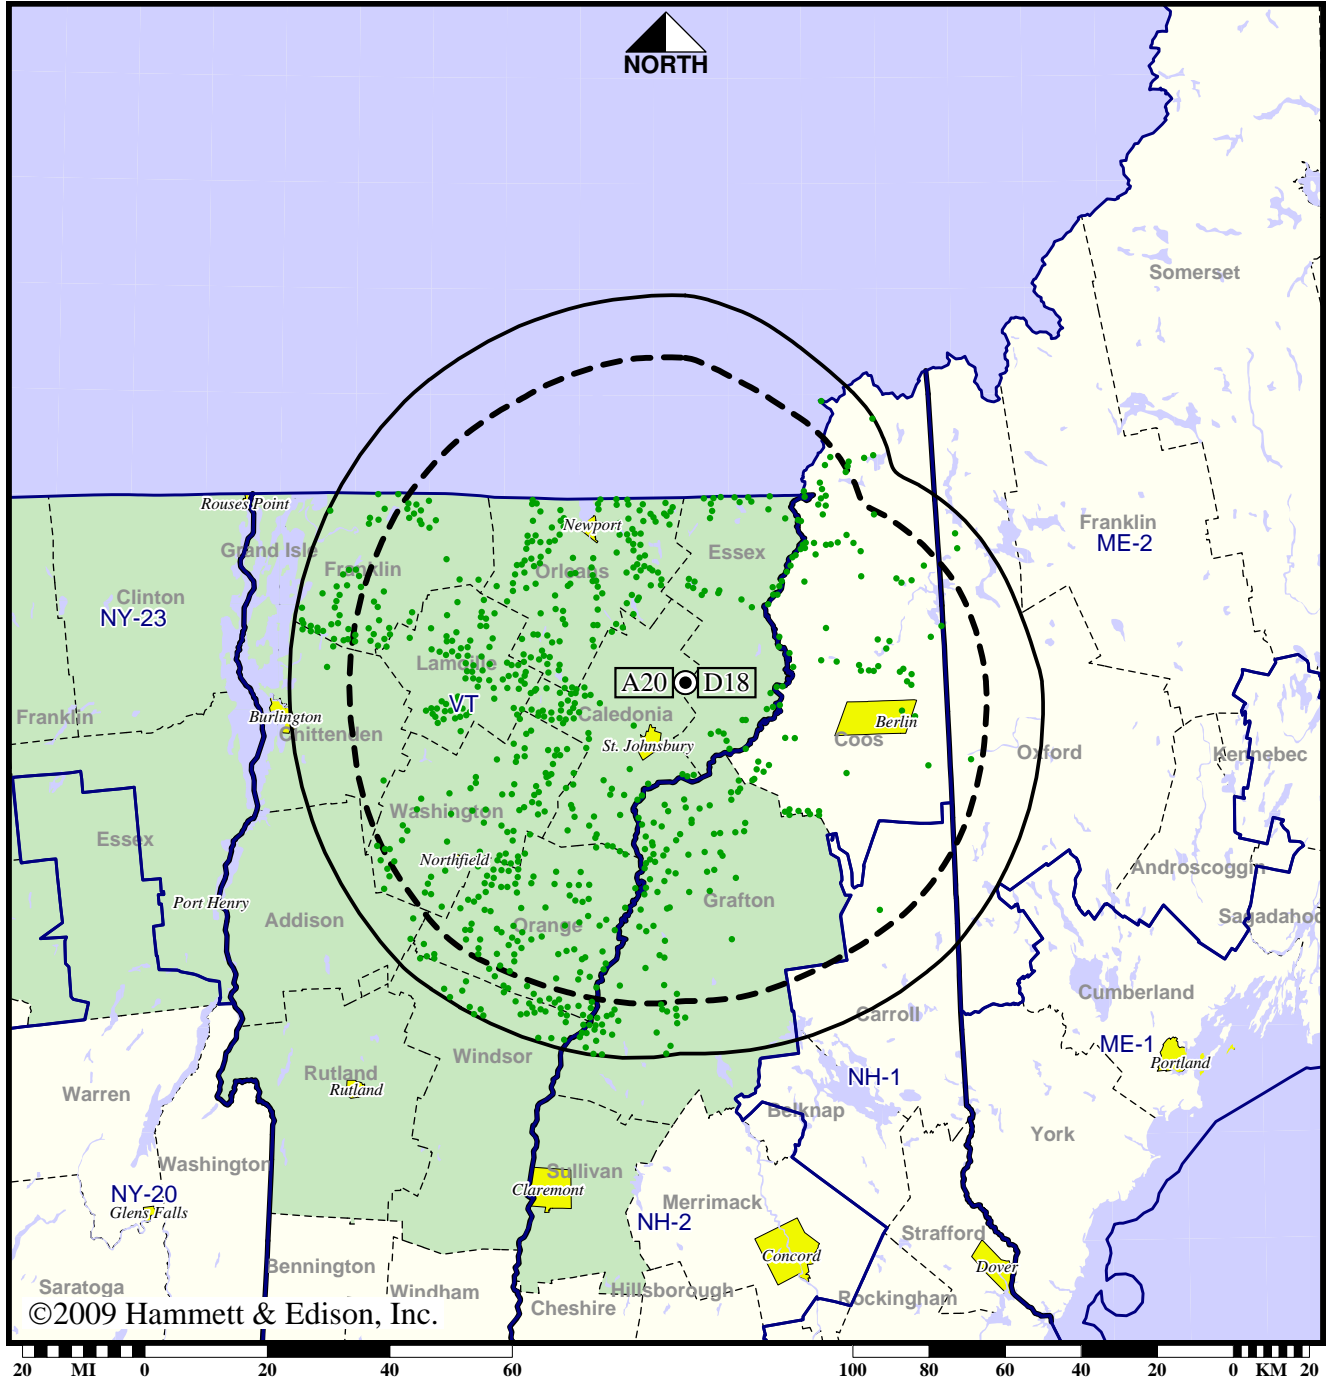 NORTH
Somerset
Rouses Point
Newport
Franklin
ME-2
Grand Isle
Essex
Franklin
Orleans
Clinton
NY-23
Lamoille
A20
D18
VT
Franklin
Burlington
Caledonia
Berlin
Chittenden
St. Johnsbury
Coos
Oxford
Kennebec
Washington
Essex
Northfield
Androscoggin
Port Henry
Grafton
Addison
Orange
Sagadahoc
Cumberland
Carroll
ME-1
Windsor
Portland
Rutland
Rutland
NH-1
Warren
Belknap
York
Washington
Sullivan
NY-20
Claremont
Merrimack
Glens Falls
NH-2
Strafford
Concord
Bennington
Dover
Saratoga
Windham
Hillsborough
Rockingham
Cheshire
©2009 Hammett & Edison, Inc.
20 MI 0 20 40 60
100 80 60 40 20 0 KM 20